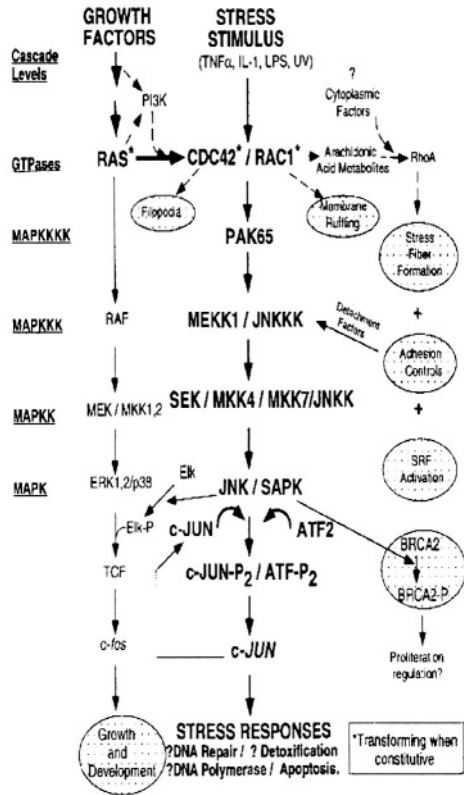 GROWTH
FACTORS
STRESS
STIMULUS
(TNFα, IL-1, LPS, UV)
Cascade
Levels
PI3K
?
Cytoplasmic
Factors
GTPases
RAS*
CDC42* / RAC1*
Arachidonic
Acid Metabolites
RhoA
Filopodia
Membrane
Ruffling
MAPKKKK
PAK65
Stress
Fiber
Formation
+
MAPKKK
RAF
MEKK1 / JNKKK
Detachment
Factors
Adhesion
Controls
+
MAPKK
MEK / MKK1,2
SEK / MKK4 / MKK7/JNKK
SRF
Activation
MAPK
ERK1,2/p38
Elk
JNK / SAPK
Elk-P
c-JUN
ATF2
BRCA2
BRCA2-P
TCF
c-JUN-P2 / ATF-P2
c-fos
c-JUN
Proliferation
regulation?
Growth
and
Development
STRESS RESPONSES
?DNA Repair / ? Detoxification
?DNA Polymerase / Apoptosis.
*Transforming when
constitutive